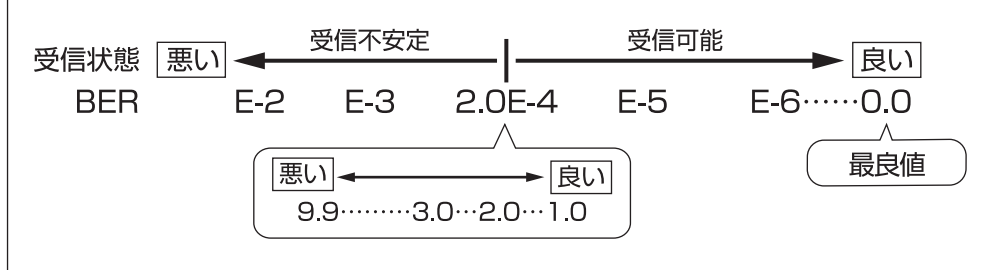 受信不安定 受信可能
受信状態 悪い 良い
BER E-2 E-3 2.0E-4 E-5 E-6……0.0
最良値
悪い 良い
9.9………3.0…2.0…1.0